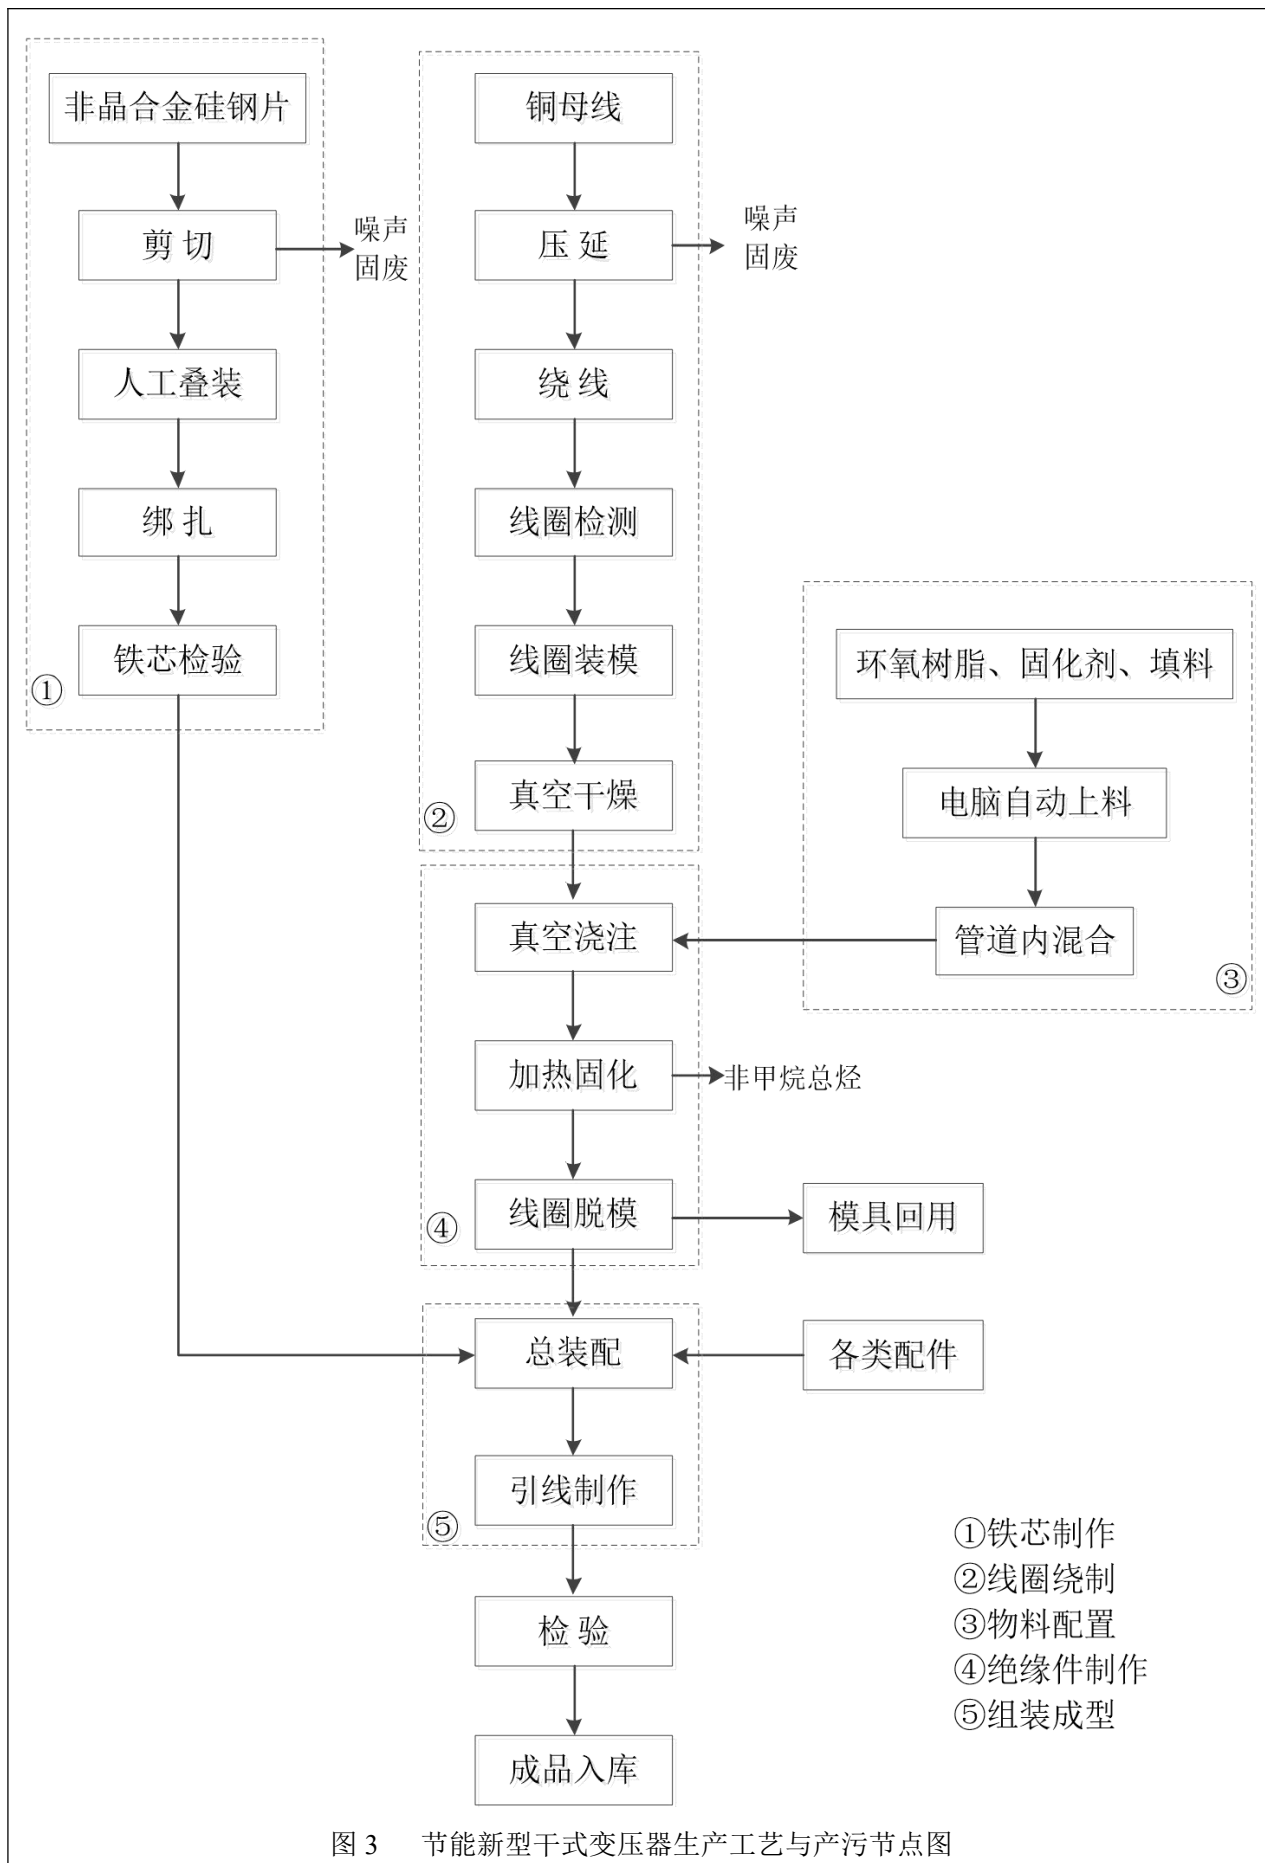 非晶合金硅钢片
剪 切
噪声
固废
人工叠装
绑 扎
铁芯检验
①
铜母线
压 延
噪声
固废
绕 线
线圈检测
线圈装模
真空干燥
②
环氧树脂、固化剂、填料
电脑自动上料
管道内混合
③
真空浇注
加热固化
非甲烷总烃
线圈脱模
模具回用
④
总装配
各类配件
引线制作
⑤
检 验
成品入库
①铁芯制作
②线圈绕制
③物料配置
④绝缘件制作
⑤组装成型
图 3 节能新型干式变压器生产工艺与产污节点图